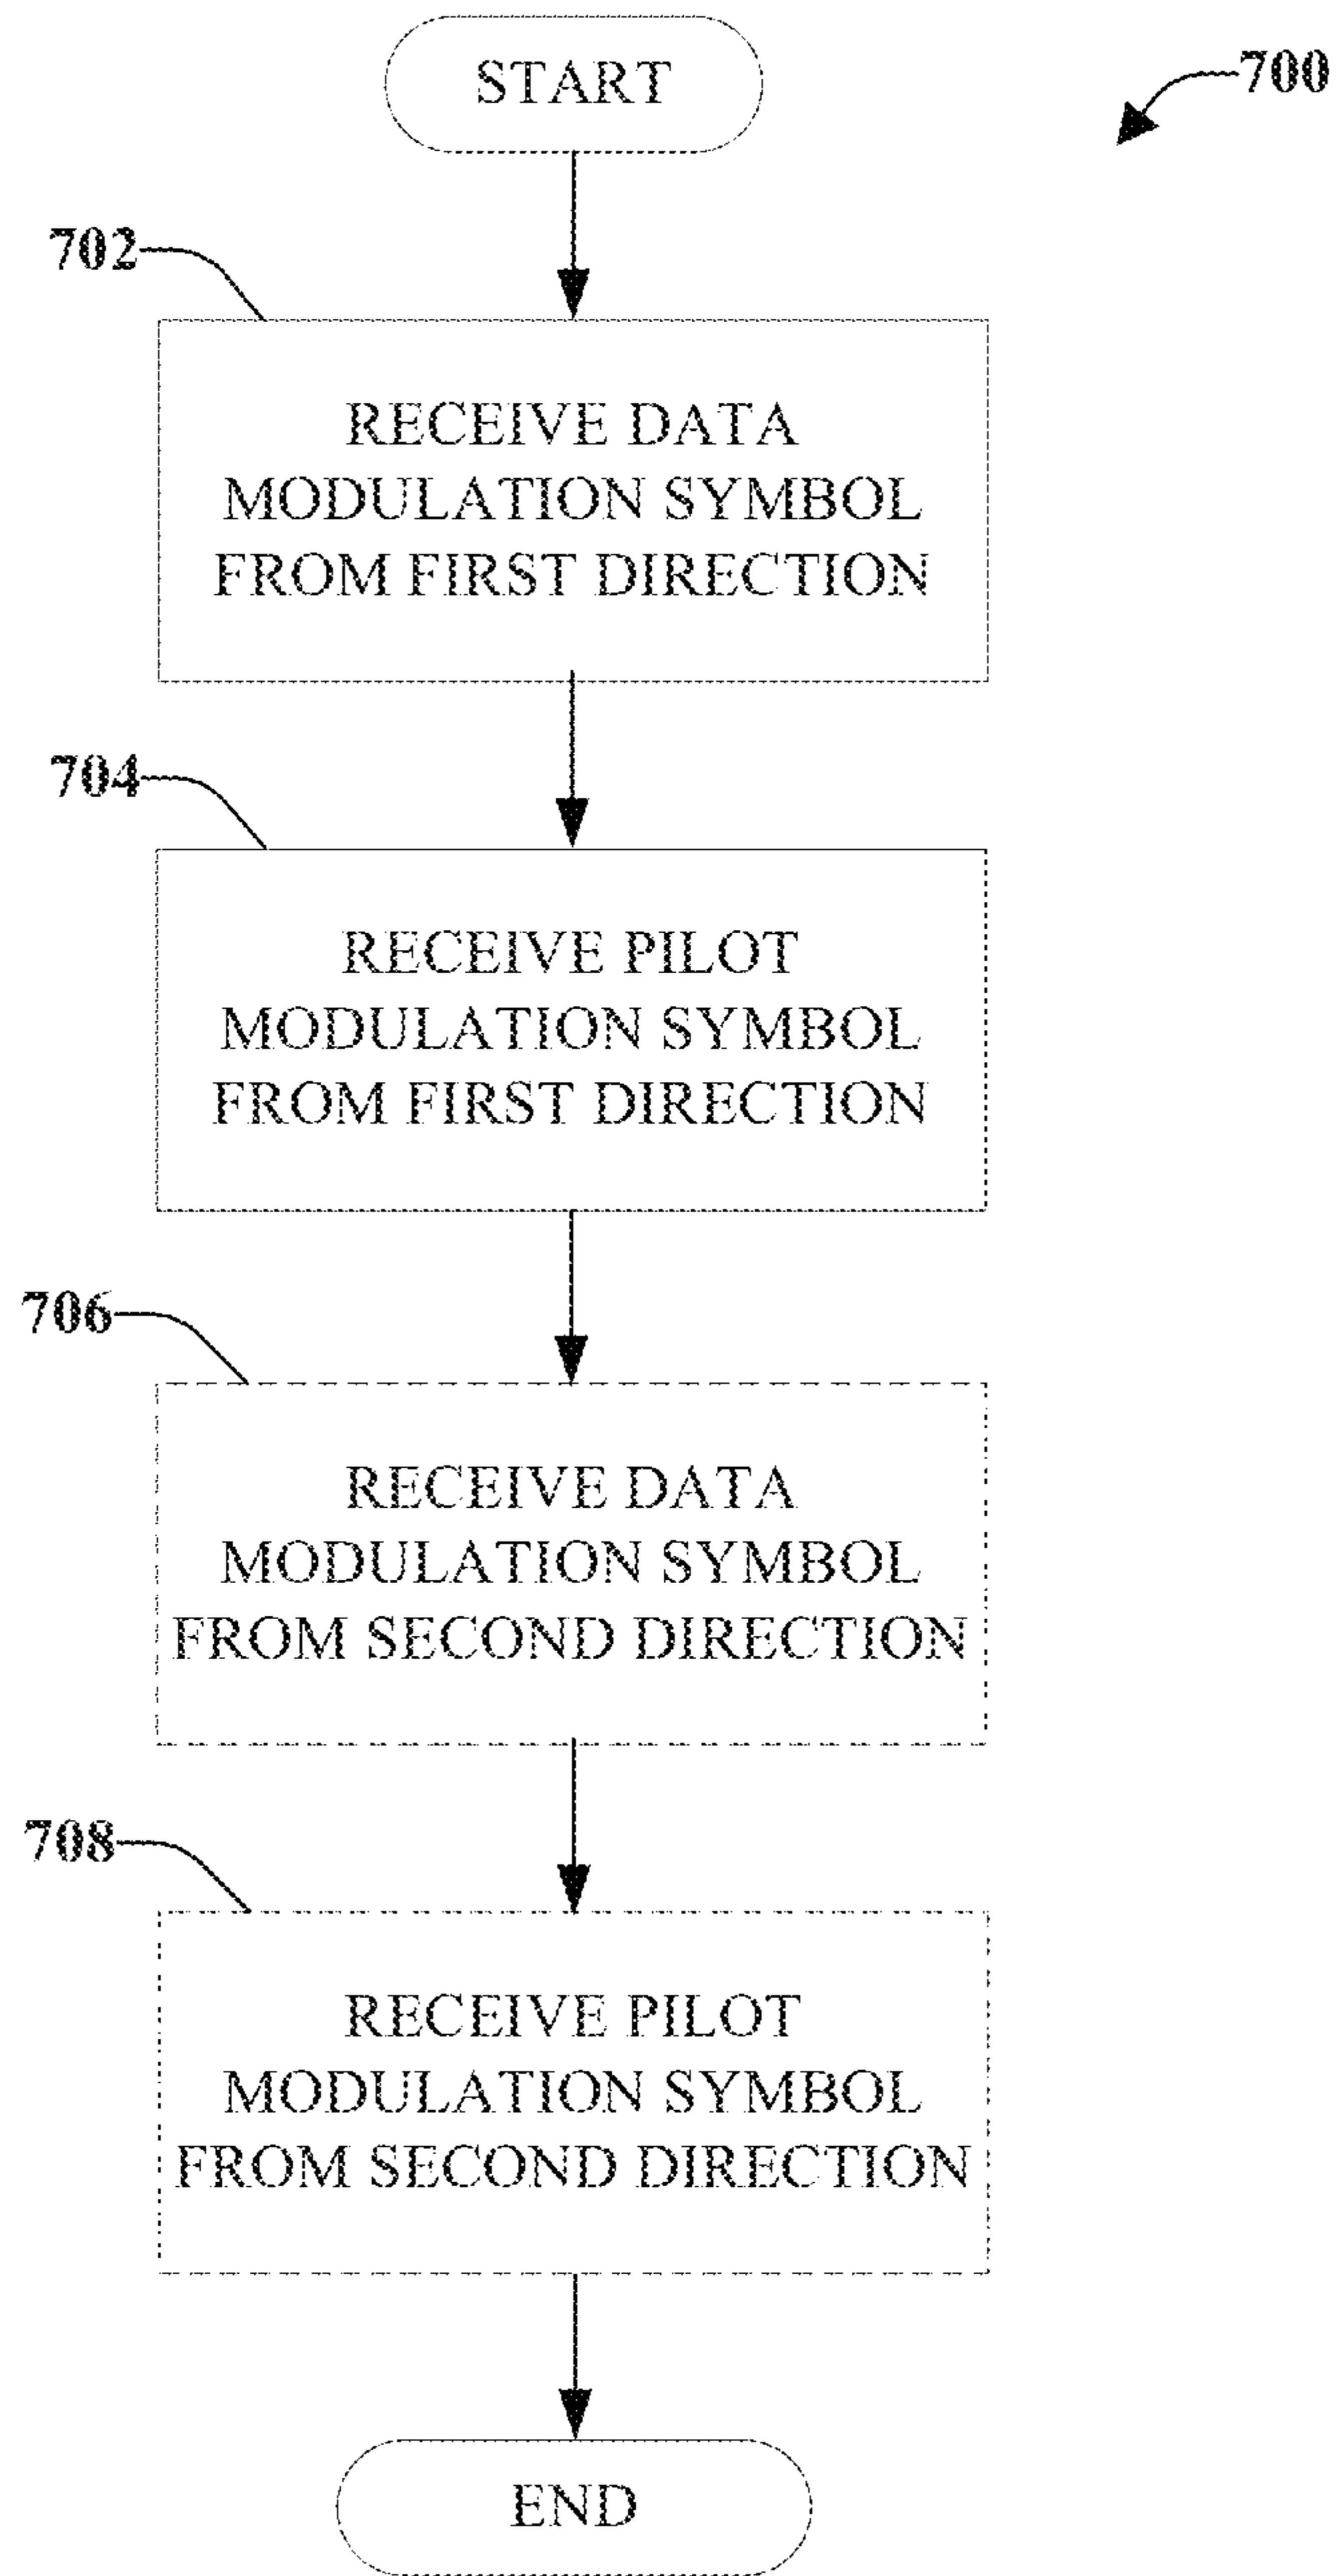 START
700
702
RECEIVE DATA
MODULATION SYMBOL
FROM FIRST DIRECTION
704
RECEIVE PILOT
MODULATION SYMBOL
FROM FIRST DIRECTION
706
RECEIVE DATA
MODULATION SYMBOL
FROM SECOND DIRECTION
708
RECEIVE PILOT
MODULATION SYMBOL
FROM SECOND DIRECTION
END